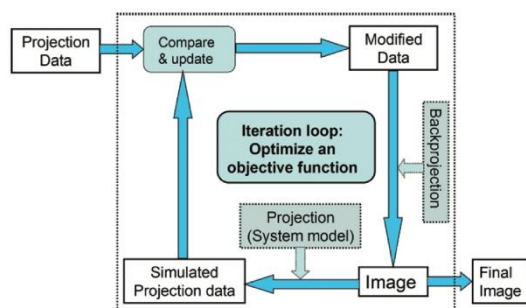 Projection
Data
Compare
& update
Modified
Data
Iteration loop:
Optimize an
objective function
Backprojection
Projection
(System model)
Simulated
Projection data
Image
Final
Image